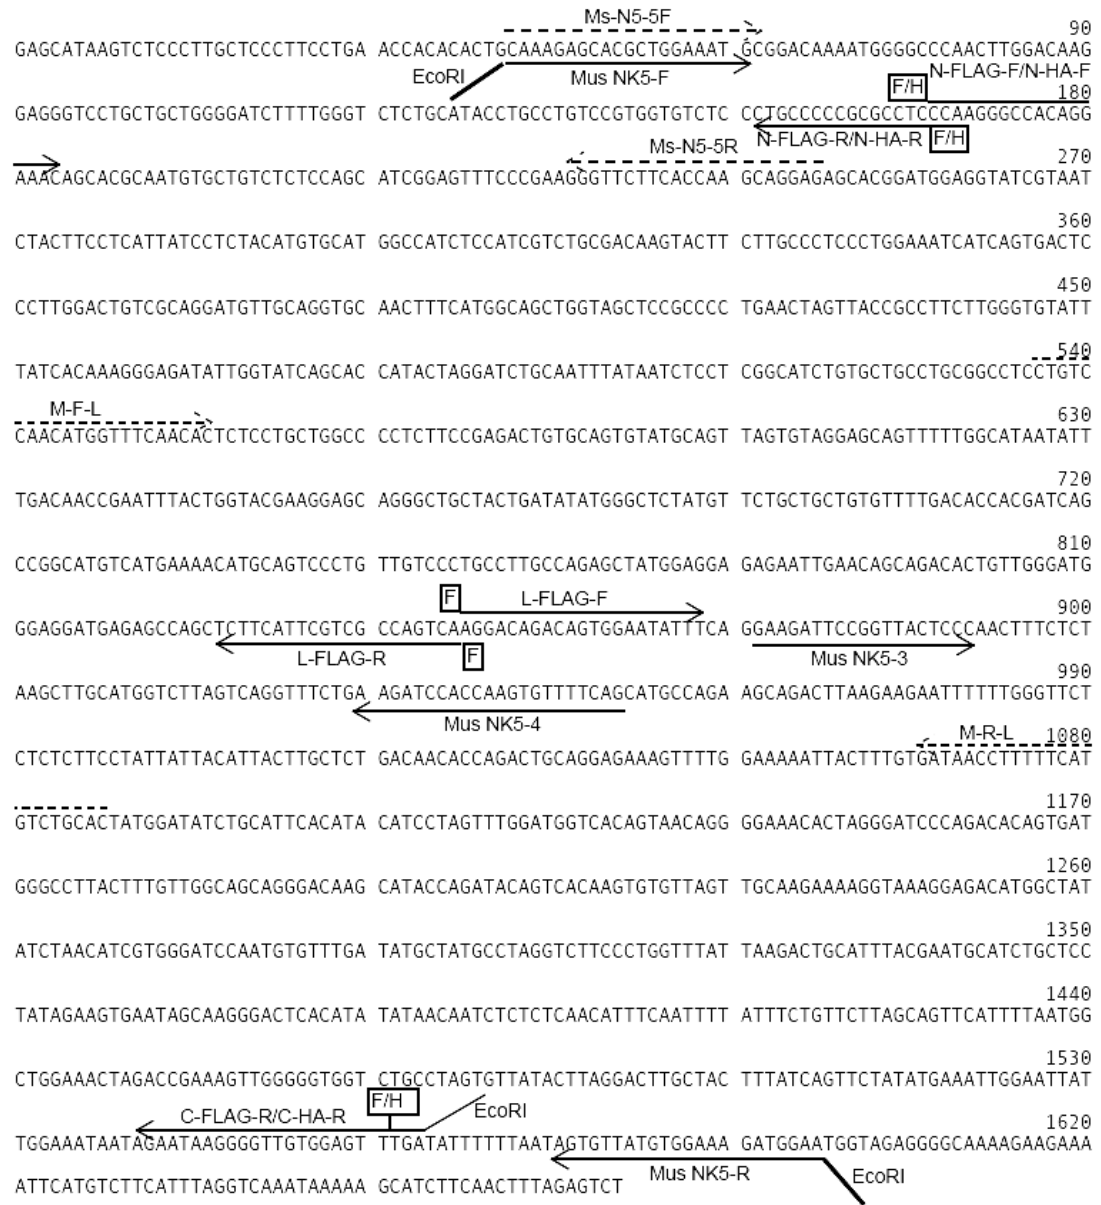 Ms-N5-5F
90
GAGCATAAGTCTCCCTTGCTCCCTTCCTGA ACCACACACTGCAAAGAGCACGCTGGAAAT GCGGACAAAATGGGGCCCAACTTGGACAAG
EcoRI Mus NK5-F F/H N-FLAG-F/N-HA-F
180
GAGGGTCCTGCTGCTGGGGATCTTTTGGGT CTCTGCATACCTGCCTGTCCGTGGTGTCTC CCTGCCCCCGCGCCTCCCAAGGGCCACAGG
N-FLAG-R/N-HA-R F/H
Ms-N5-5R 270
AAACAGCACGCAATGTGCTGTCTCTCCAGC ATCGGAGTTTCCCGAAGGGTTCTTCACCAA GCAGGAGAGCACGGATGGAGGTATCGTAAT
360
CTACTTCCTCATTATCCTCTACATGTGCAT GGCCATCTCCATCGTCTGCGACAAGTACTT CTTGCCCTCCCTGGAAATCATCAGTGACTC
450
CCTTGGACTGTCGCAGGATGTTGCAGGTGC AACTTTCATGGCAGCTGGTAGCTCCGCCCC TGAACTAGTTACCGCCTTCTTGGGTGTATT
540
TATCACAAAGGGAGATATTGGTATCAGCAC CATACTAGGATCTGCAATTTATAATCTCCT CGGCATCTGTGCTGCCTGCGGCCTCCTGTC
M-F-L 630
CAACATGGTTTCAACACTCTCCTGCTGGCC CCTCTTCCGAGACTGTGCAGTGTATGCAGT TAGTGTAGGAGCAGTTTTTGGCATAATATT
720
TGACAACCGAATTTACTGGTACGAAGGAGC AGGGCTGCTACTGATATATGGGCTCTATGT TCTGCTGCTGTGTTTTGACACCACGATCAG
810
CCGGCATGTCATGAAAACATGCAGTCCCTG TTGTCCCTGCCTTGCCAGAGCTATGGAGGA GAGAATTGAACAGCAGACACTGTTGGGATG
F L-FLAG-F 900
GGAGGATGAGAGCCAGCTCTTCATTCGTCG CCAGTCAAGGACAGACAGTGGAATATTTCAG GAAGATTCCGGTTACTCCCAACTTTCTCT
L-FLAG-R F Mus NK5-3
990
AAGCTTGCATGGTCTTAGTCAGGTTTCTGA AGATCCACCAAGTGTTTTCAGCATGCCAGA AGCAGACTTAAGAAGAATTTTTTTGGGTTCT
Mus NK5-4
M-R-L 1080
CTCTCTTCCTATTATTACATTACTTGCTCT GACAACACCAGACTGCAGGAGAAAGTTTTG GAAAAATTACTTTGTGATAACCTTTTTTCAT
1170
GTCTGCACTATGGATATCTGCATTCACATA CATCCTAGTTTGGATGGTCACAGTAACAGG GGAAACACTAGGGATCCCAGACACAGTGAT
1260
GGGCCTTACTTTGTTGGCAGCAGGGACAAG CATACCAGATACAGTCACAAGTGTGTTAGT TGCAAGAAAAGGTAAAGGAGACATGGCTAT
1350
ATCTAACATCGTGGGATCCAATGTGTTTGA TATGCTATGCCTAGGTCTTCCCTGGTTTAT TAAGACTGCATTTACGAATGCATCTGCTCC
1440
TATAGAAGTGAATAGCAAGGGACTCACATA TATAACAATCTCTCTCAACATTTCAATTTT ATTTCTGTTCTTAGCAGTTCATTTTAATGG
1530
CTGGAAACTAGACCGAAAGTTGGGGGTGGT CTGCCTAGTGTTATACTTAGGACTTGCTAC TTTATCAGTTCTATATGAAATTGGAATTAT
C-FLAG-R/C-HA-R F/H EcoRI 1620
TGGAAATAATAGAATAAGGGGTTGTGGAGT TTGATATTTTTTAATAGTGTTATGTGGAAA GATGGAATGGTAGAGGGGCAAAAGAAGAAA
Mus NK5-R EcoRI
ATTCATGTCTTCATTTAGGTCAAATAAAAA GCATCTTCAACTTTAGAGTCT